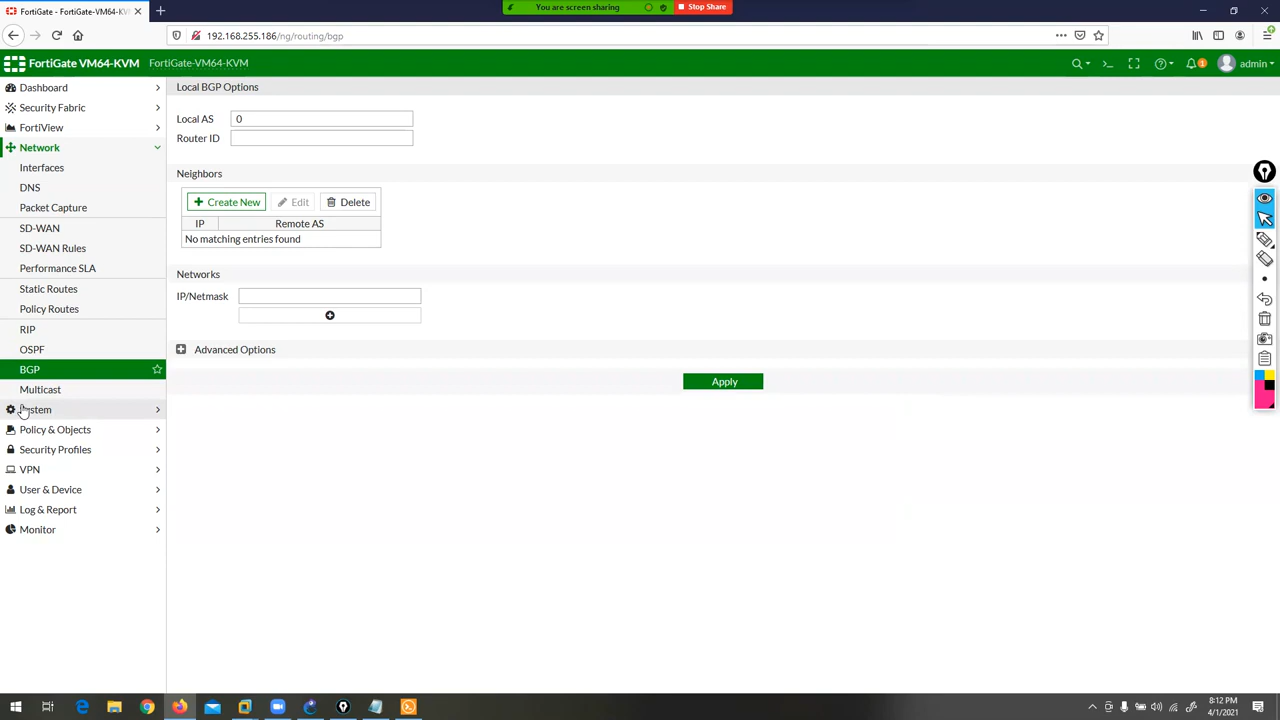 FortiGate - FortiGate-VM64-KV
You are screen sharing
Stop Share
192.168.255.186/ng/routing/bgp
FortiGate VM64-KVM
FortiGate-VM64-KVM
1
admin
Dashboard
Security Fabric
FortiView
Network
Interfaces
DNS
Packet Capture
SD-WAN
SD-WAN Rules
Performance SLA
Static Routes
Policy Routes
RIP
OSPF
BGP
Multicast
System
Policy & Objects
Security Profiles
VPN
User & Device
Log & Report
Monitor
Local BGP Options
Local AS 0
Router ID
Neighbors
Create New Edit Delete
IP Remote AS
No matching entries found
Networks
IP/Netmask
Advanced Options
Apply
8:12 PM
4/1/2021